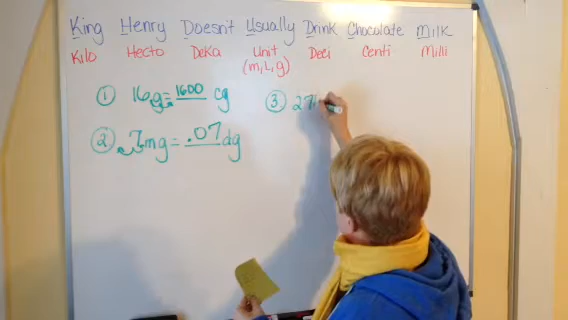 King Henry Doesn't Usually Drink Chocolate Milk
Kilo Hecto Deka Unit Deci Centi Milli
(m, L, g)
① 16g = 1600 cg
② 7mg = .07 dg
③ 27